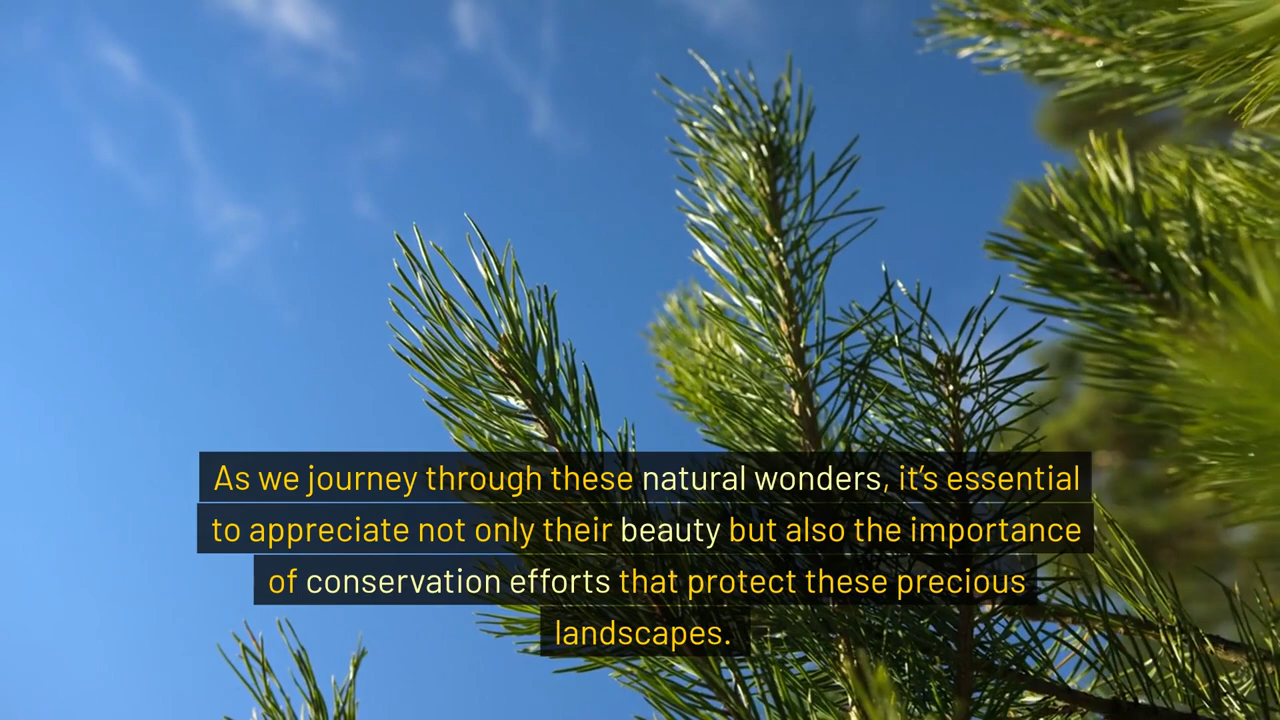 As we journey through these natural wonders, it’s essential
to appreciate not only their beauty but also the importance
of conservation efforts that protect these precious
landscapes.